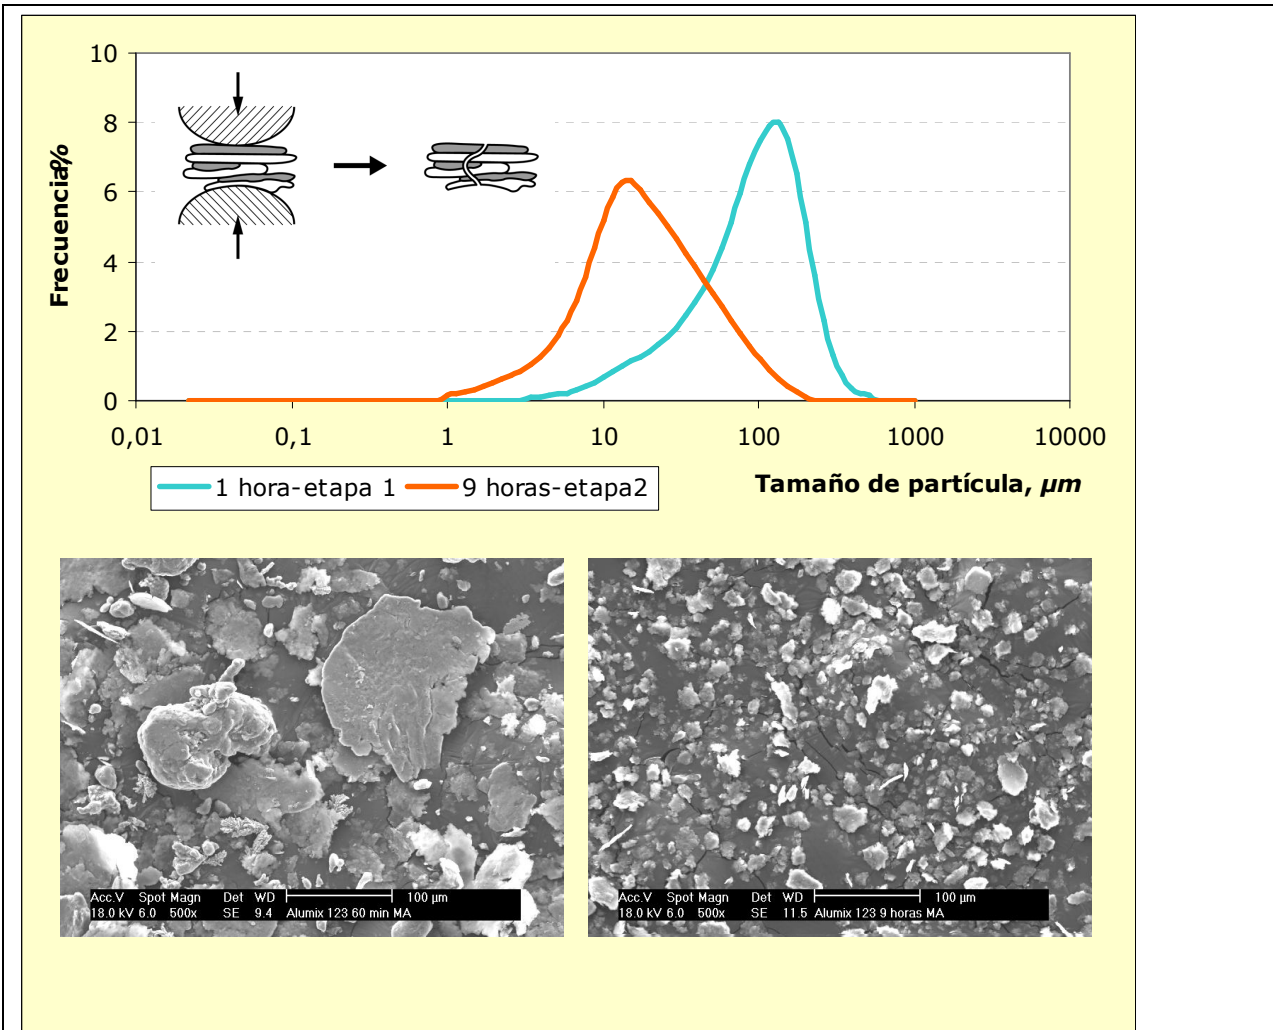 10
8
6
4
2
0
Frecuencia%
0,01 0,1 1 10 100 1000 10000
1 hora-etapa 1 9 horas-etapa2
Tamaño de partícula, µm
Acc.V Spot Magn Det WD 100 µm
18.0 kV 6.0 500x SE 9.4 Alumix 123 60 min MA
Acc.V Spot Magn Det WD 100 µm
18.0 kV 6.0 500x SE 11.5 Alumix 123 9 horas MA